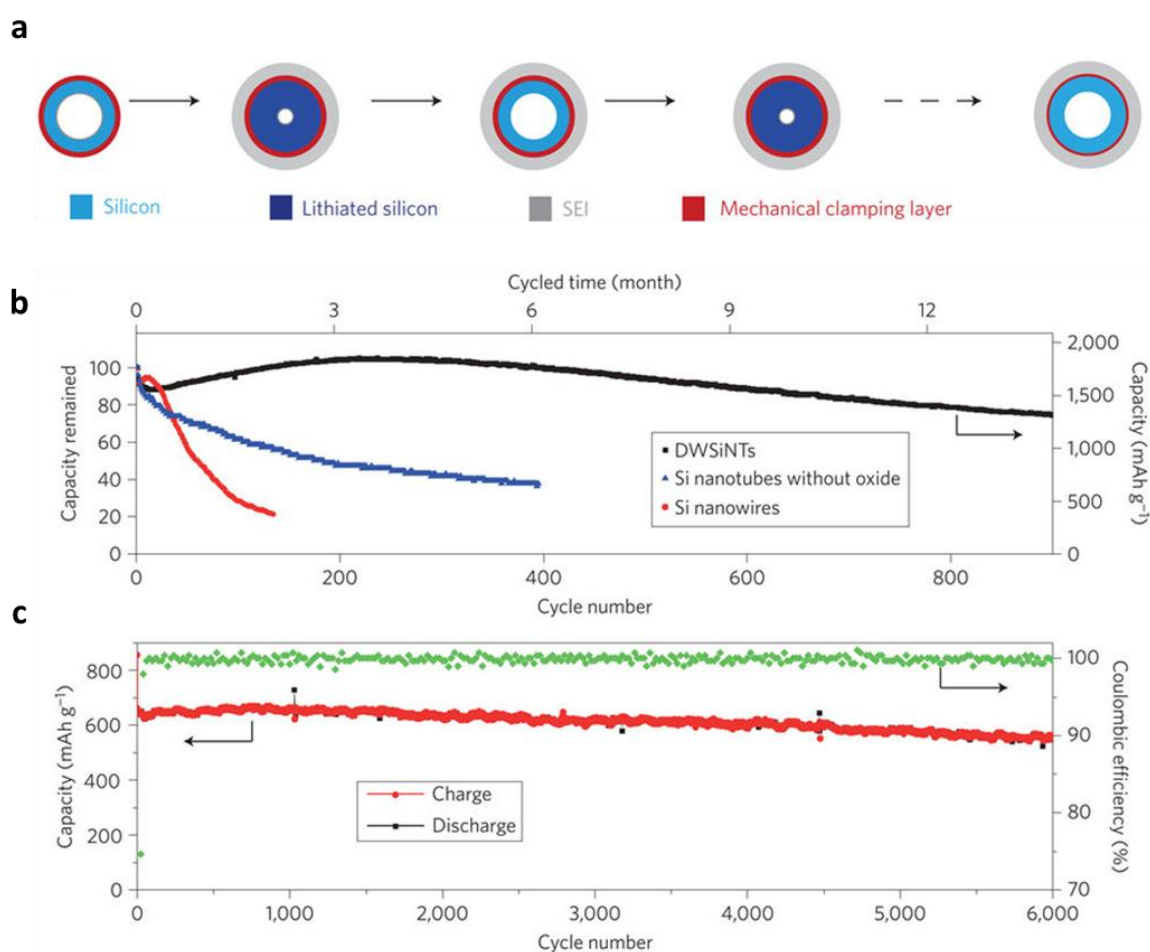 a
Silicon
Lithiated silicon
SEI
Mechanical clamping layer
b
Cycled time (month)
0 3 6 9 12
Capacity remained
100
80
60
40
20
0
2,000
1,500
1,000
500
0
Capacity (mAh g⁻¹)
DWSiNTs
Si nanotubes without oxide
Si nanowires
0 200 400 600 800
Cycle number
c
Capacity (mAh g⁻¹)
800
600
400
200
0
100
90
80
70
Coulombic efficiency (%)
Charge
Discharge
0 1,000 2,000 3,000 4,000 5,000 6,000
Cycle number